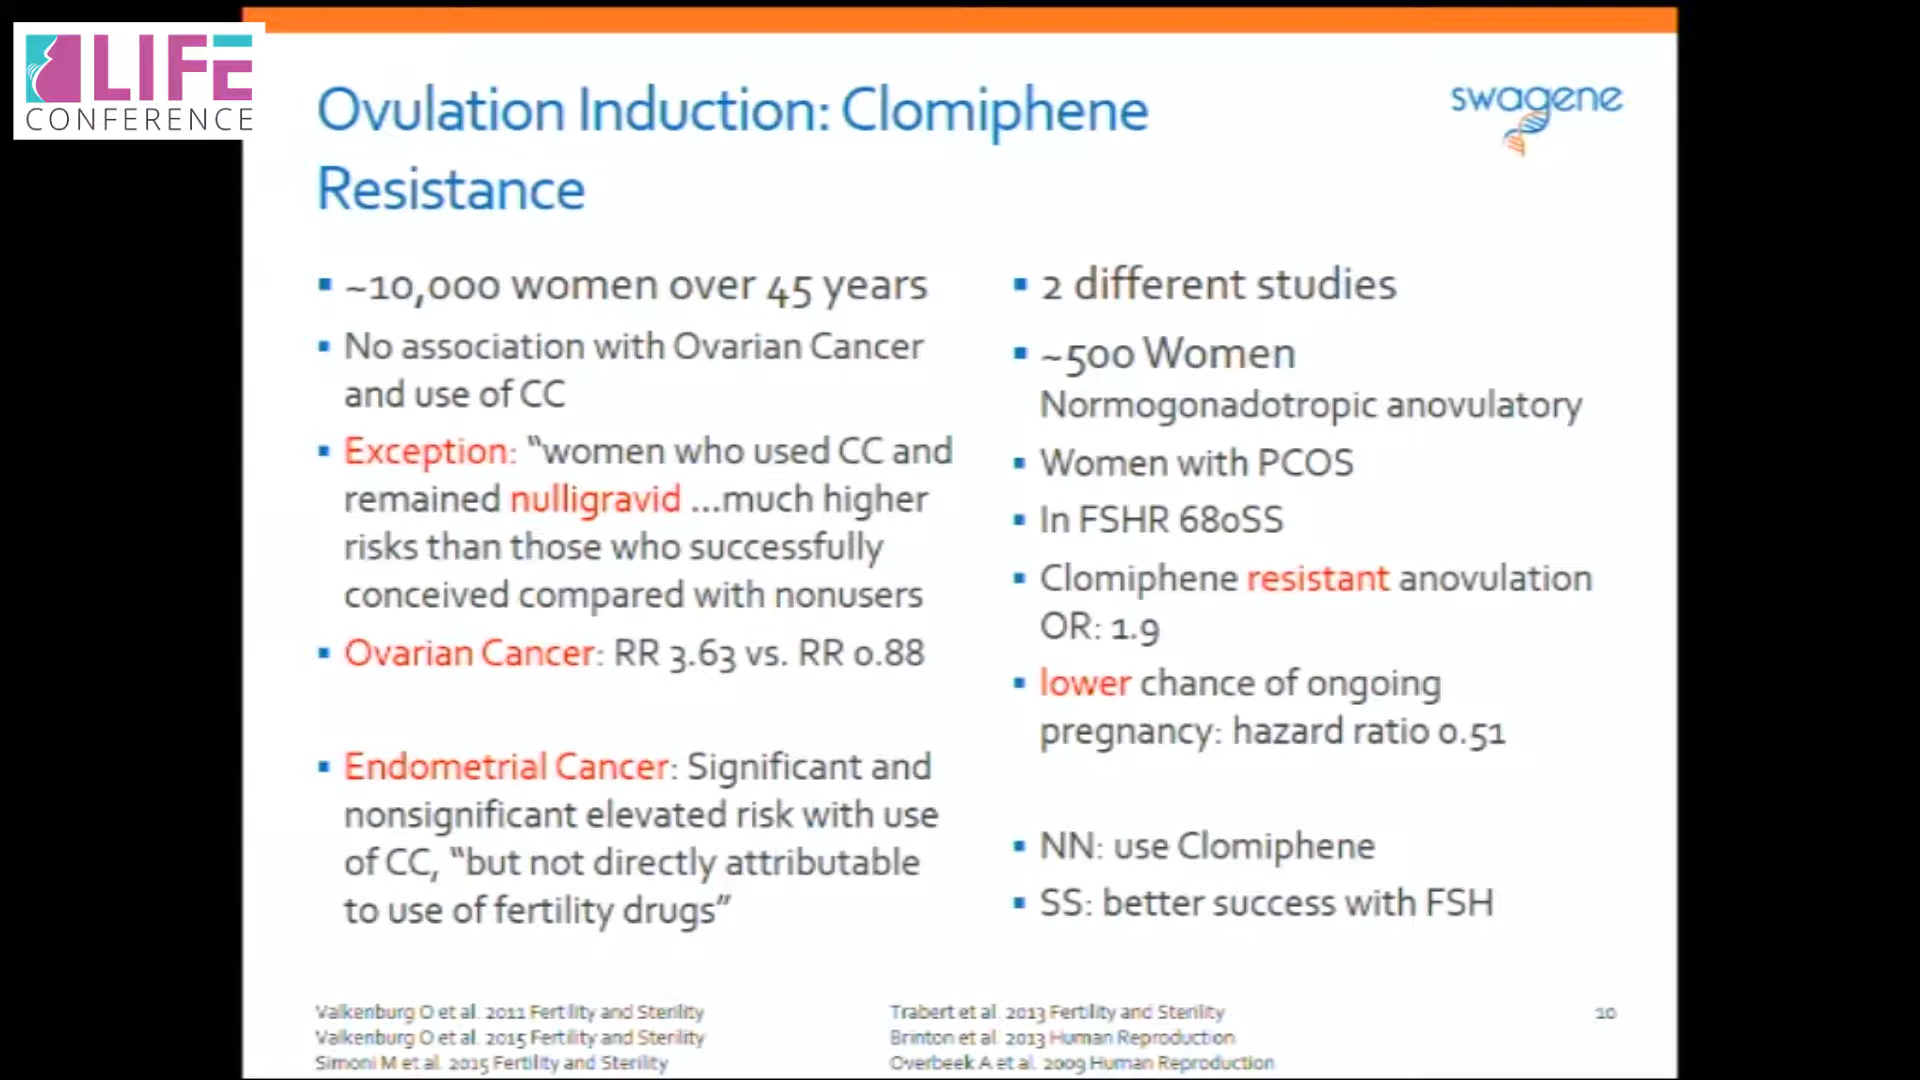 LIFE
CONFERENCE
Ovulation Induction: Clomiphene
Resistance
swagene
~10,000 women over 45 years
No association with Ovarian Cancer
and use of CC
Exception: "women who used CC and
remained nulligravid ...much higher
risks than those who successfully
conceived compared with nonusers
Ovarian Cancer: RR 3.63 vs. RR 0.88
Endometrial Cancer: Significant and
nonsignificant elevated risk with use
of CC, "but not directly attributable
to use of fertility drugs"
2 different studies
~500 Women
Normogonadotropic anovulatory
Women with PCOS
In FSHR 680SS
Clomiphene resistant anovulation
OR: 1.9
lower chance of ongoing
pregnancy: hazard ratio 0.51
NN: use Clomiphene
SS: better success with FSH
Valkenburg O et al. 2011 Fertility and Sterility
Valkenburg O et al. 2015 Fertility and Sterility
Simoni M et al. 2015 Fertility and Sterility
Trabert et al. 2013 Fertility and Sterility
Brinton et al. 2013 Human Reproduction
Overbeek A et al. 2009 Human Reproduction
10